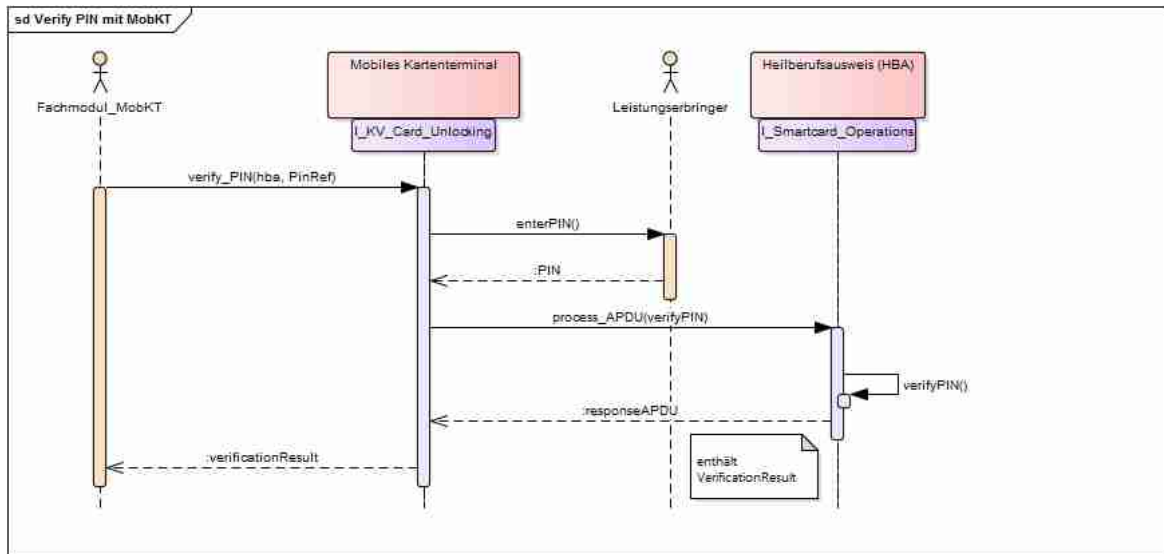 sd Verify PIN mit MobKT
Mobiles Kartenterminal
Heilberufsausweis (HBA)
Fachmodul_MobKT
Leistungserbringer
I_KV_Card_Unlocking
I_Smartcard_Operations
verify_PIN(hba, PinRef)
enterPIN()
:PIN
process_APDU(verifyPIN)
verifyPIN()
:responseAPDU
:verificationResult
enthält
VerificationResult